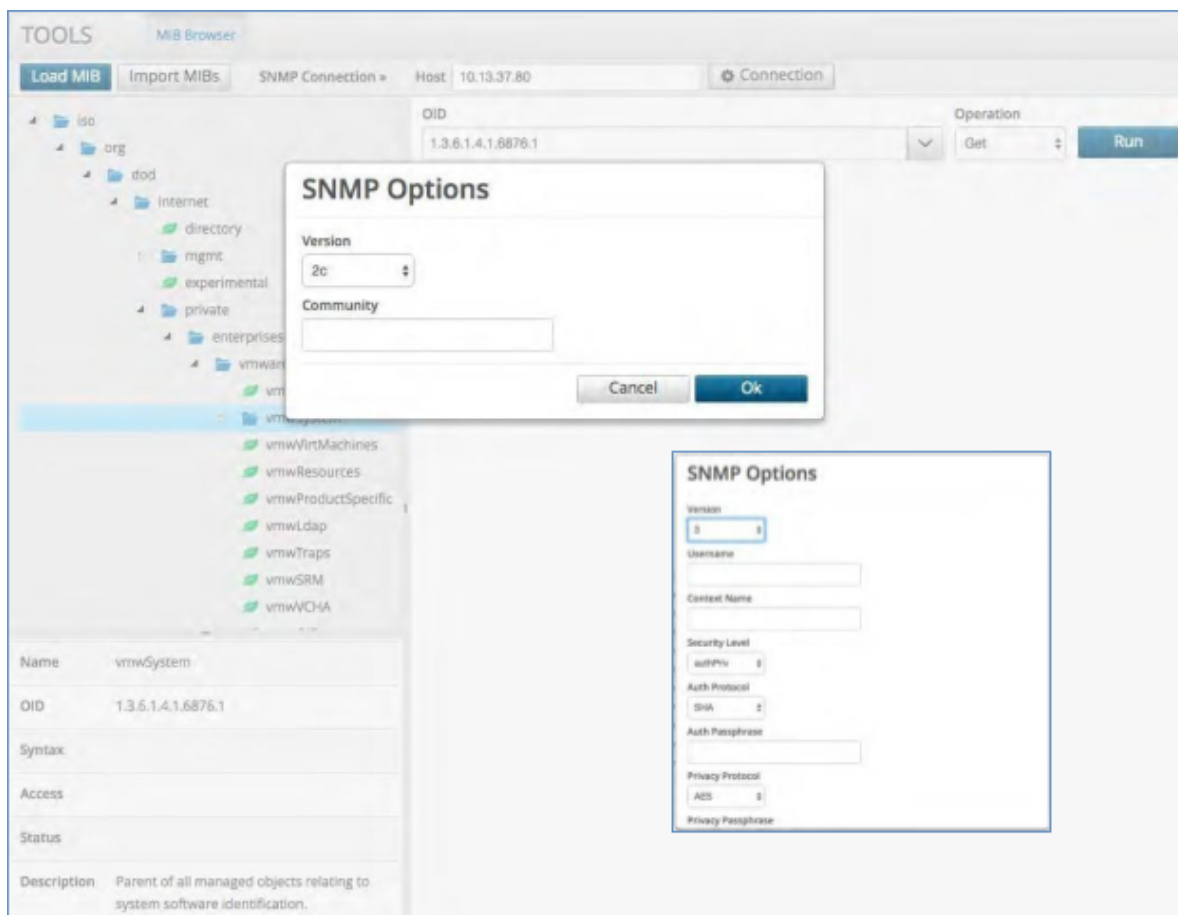 TOOLS MIB Browser
Load MIB Import MIBs SNMP Connection » Host 10.13.37.80 Connection
OID Operation
1.3.6.1.4.1.6876.1 Get Run
iso
org
dod
internet
directory
mgmt
experimental
private
enterprises
vmwar
vm
vmwSystem
vmwVirtMachines
vmwResources
vmwProductSpecific
vmwLdap
vmwTraps
vmwSRM
vmwVCHA
SNMP Options
Version
2c
Community
Cancel Ok
SNMP Options
Version
3
Username
Context Name
Security Level
authPriv
Auth Protocol
SHA
Auth Passphrase
Privacy Protocol
AES
Privacy Passphrase
Name vmwSystem
OID 1.3.6.1.4.1.6876.1
Syntax
Access
Status
Description Parent of all managed objects relating to
system software identification.